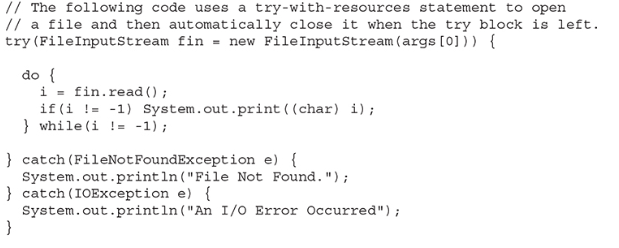 // The following code uses a try-with-resources statement to open
// a file and then automatically close it when the try block is left.
try(FileInputStream fin = new FileInputStream(args[0])) {
do {
i = fin.read();
if(i != -1) System.out.print((char) i);
} while(i != -1);
} catch(FileNotFoundException e) {
System.out.println("File Not Found.");
} catch(IOException e) {
System.out.println("An I/O Error Occurred");
}